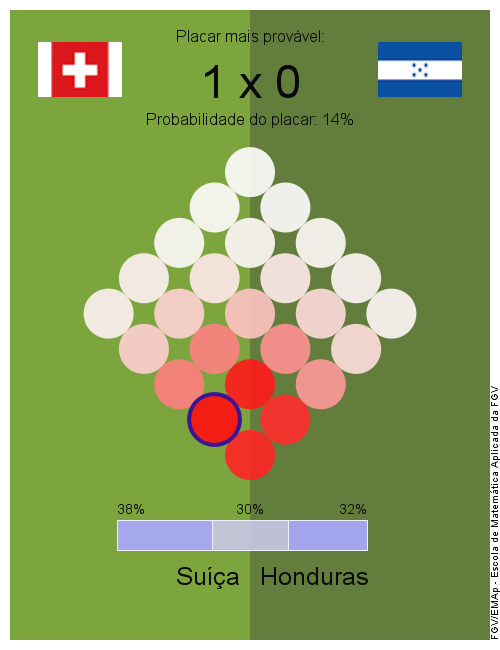 Placar mais provável:
1 x 0
Probabilidade do placar: 14%
38% 30% 32%
Suíça Honduras
FGV/EMAp - Escola de Matemática Aplicada da FGV